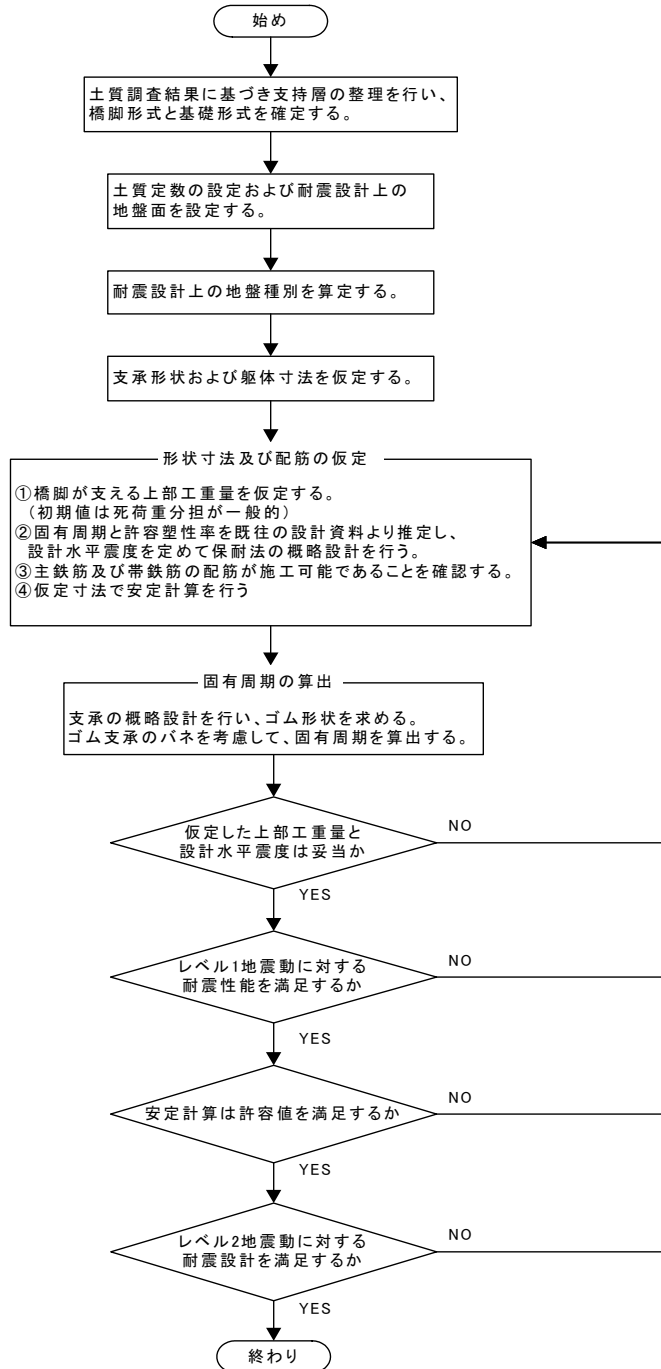 始め
土質調査結果に基づき支持層の整理を行い、
橋脚形式と基礎形式を確定する。
土質定数の設定および耐震設計上の
地盤面を設定する。
耐震設計上の地盤種別を算定する。
支承形状および躯体寸法を仮定する。
形状寸法及び配筋の仮定
①橋脚が支える上部工重量を仮定する。
（初期値は死荷重分担が一般的）
②固有周期と許容塑性率を既往の設計資料より推定し、
設計水平震度を定めて保耐法の概略設計を行う。
③主鉄筋及び帯鉄筋の配筋が施工可能であることを確認する。
④仮定寸法で安定計算を行う
固有周期の算出
支承の概略設計を行い、ゴム形状を求める。
ゴム支承のバネを考慮して、固有周期を算出する。
仮定した上部工重量と
設計水平震度は妥当か
NO
YES
レベル1地震動に対する
耐震性能を満足するか
NO
YES
安定計算は許容値を満足するか
NO
YES
レベル2地震動に対する
耐震設計を満足するか
NO
YES
終わり